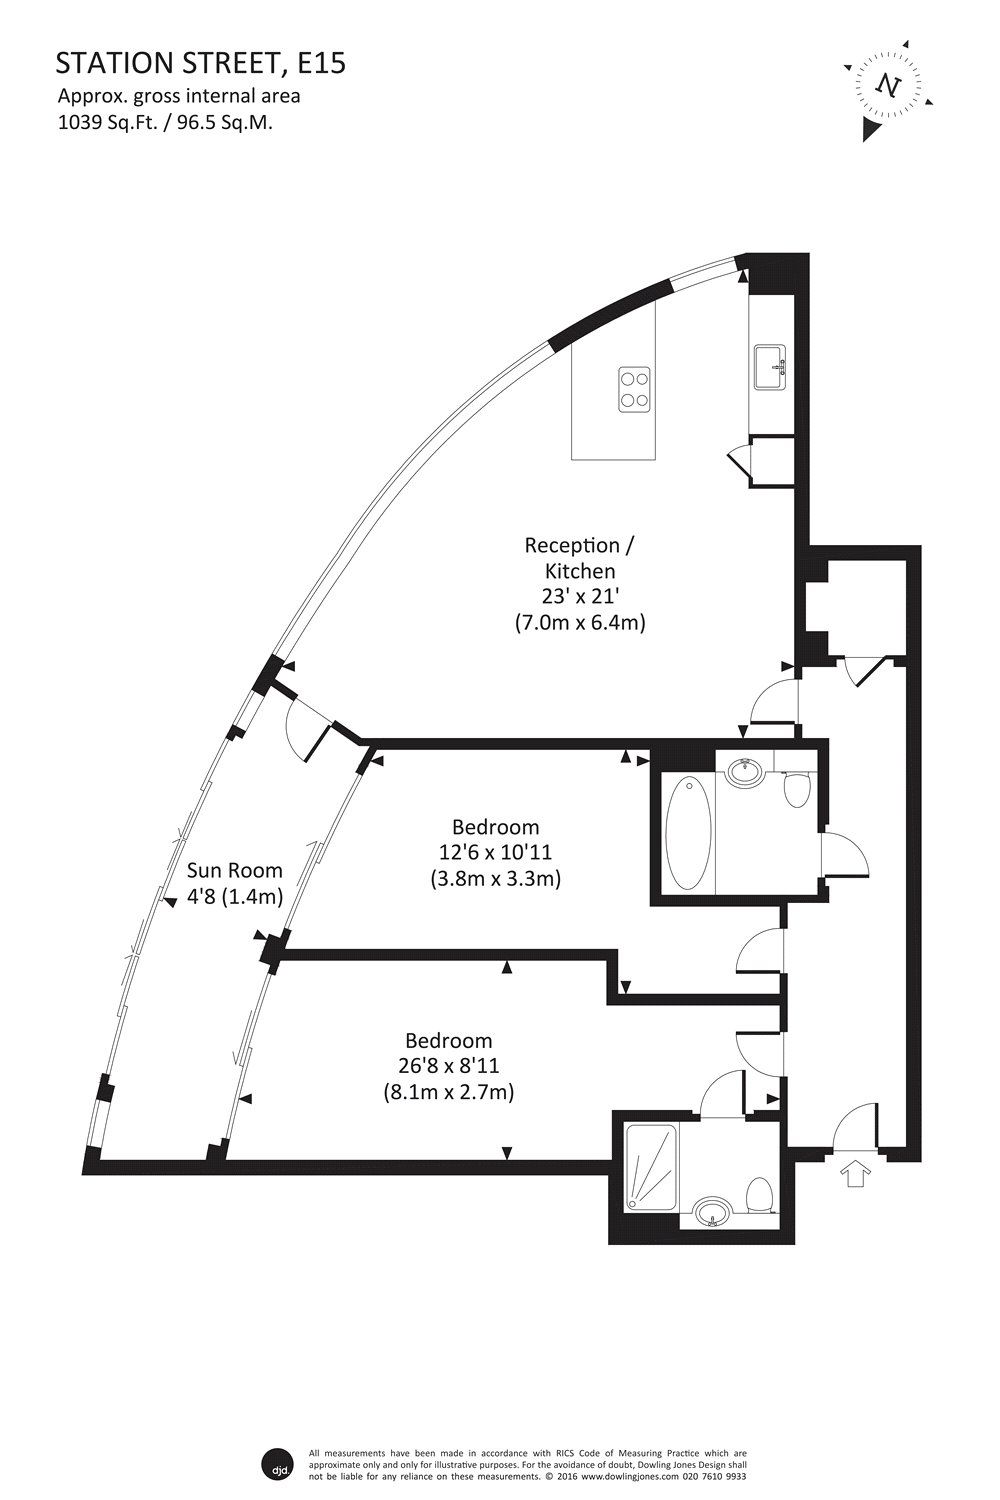 STATION STREET, E15
Approx. gross internal area
1039 Sq.Ft. / 96.5 Sq.M.
N
Reception /
Kitchen
23' x 21'
(7.0m x 6.4m)
Bedroom
12'6 x 10'11
(3.8m x 3.3m)
Sun Room
4'8 (1.4m)
Bedroom
26'8 x 8'11
(8.1m x 2.7m)
djd.
All measurements have been made in accordance with RICS Code of Measuring Practice which are
approximate only and only for illustrative purposes. For the avoidance of doubt, Dowling Jones Design shall
not be liable for any reliance on these measurements. © 2016 www.dowlingjones.com 020 7610 9933